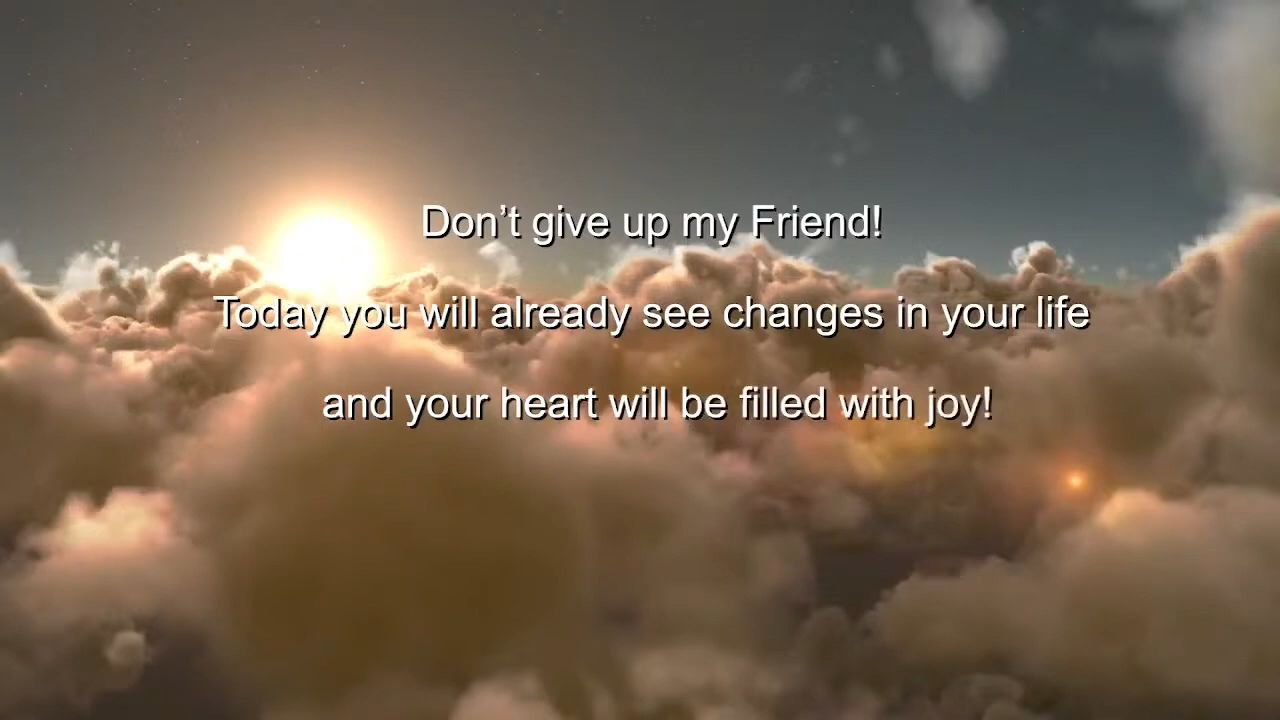 Don’t give up my Friend!
Today you will already see changes in your life
and your heart will be filled with joy!